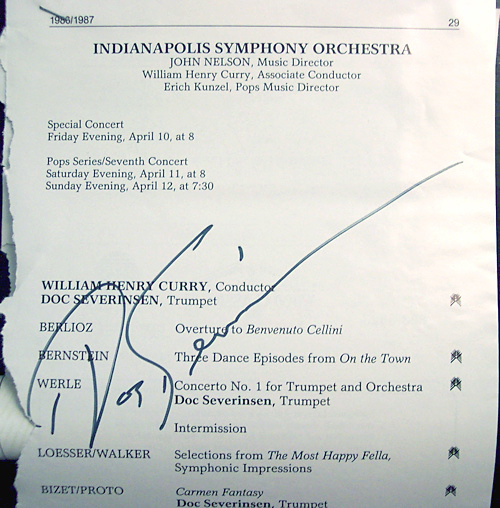 1986/1987 29
INDIANAPOLIS SYMPHONY ORCHESTRA
JOHN NELSON, Music Director
William Henry Curry, Associate Conductor
Erich Kunzel, Pops Music Director
Special Concert
Friday Evening, April 10, at 8
Pops Series/Seventh Concert
Saturday Evening, April 11, at 8
Sunday Evening, April 12, at 7:30
WILLIAM HENRY CURRY, Conductor
DOC SEVERINSEN, Trumpet
BERLIOZ Overture to Benvenuto Cellini
BERNSTEIN Three Dance Episodes from On the Town
WERLE Concerto No. 1 for Trumpet and Orchestra
Doc Severinsen, Trumpet
Intermission
LOESSER/WALKER Selections from The Most Happy Fella,
Symphonic Impressions
BIZET/PROTO Carmen Fantasy
Doc Severinsen, Trumpet